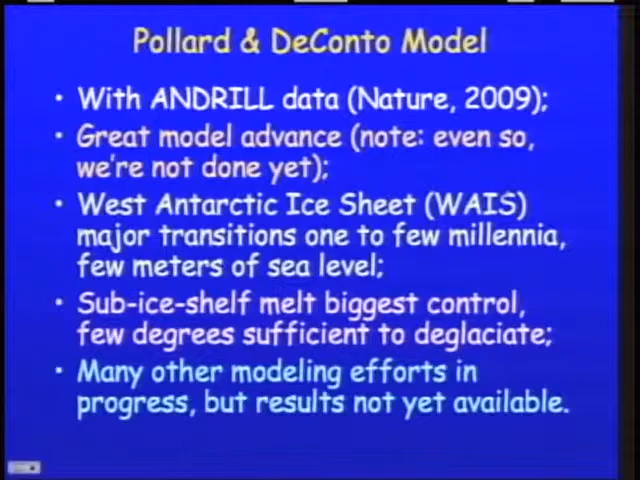 Pollard & DeConto Model
• With ANDRILL data (Nature, 2009);
• Great model advance (note: even so,
we're not done yet);
• West Antarctic Ice Sheet (WAIS)
major transitions one to few millennia,
few meters of sea level;
• Sub-ice-shelf melt biggest control,
few degrees sufficient to deglaciate;
• Many other modeling efforts in
progress, but results not yet available.